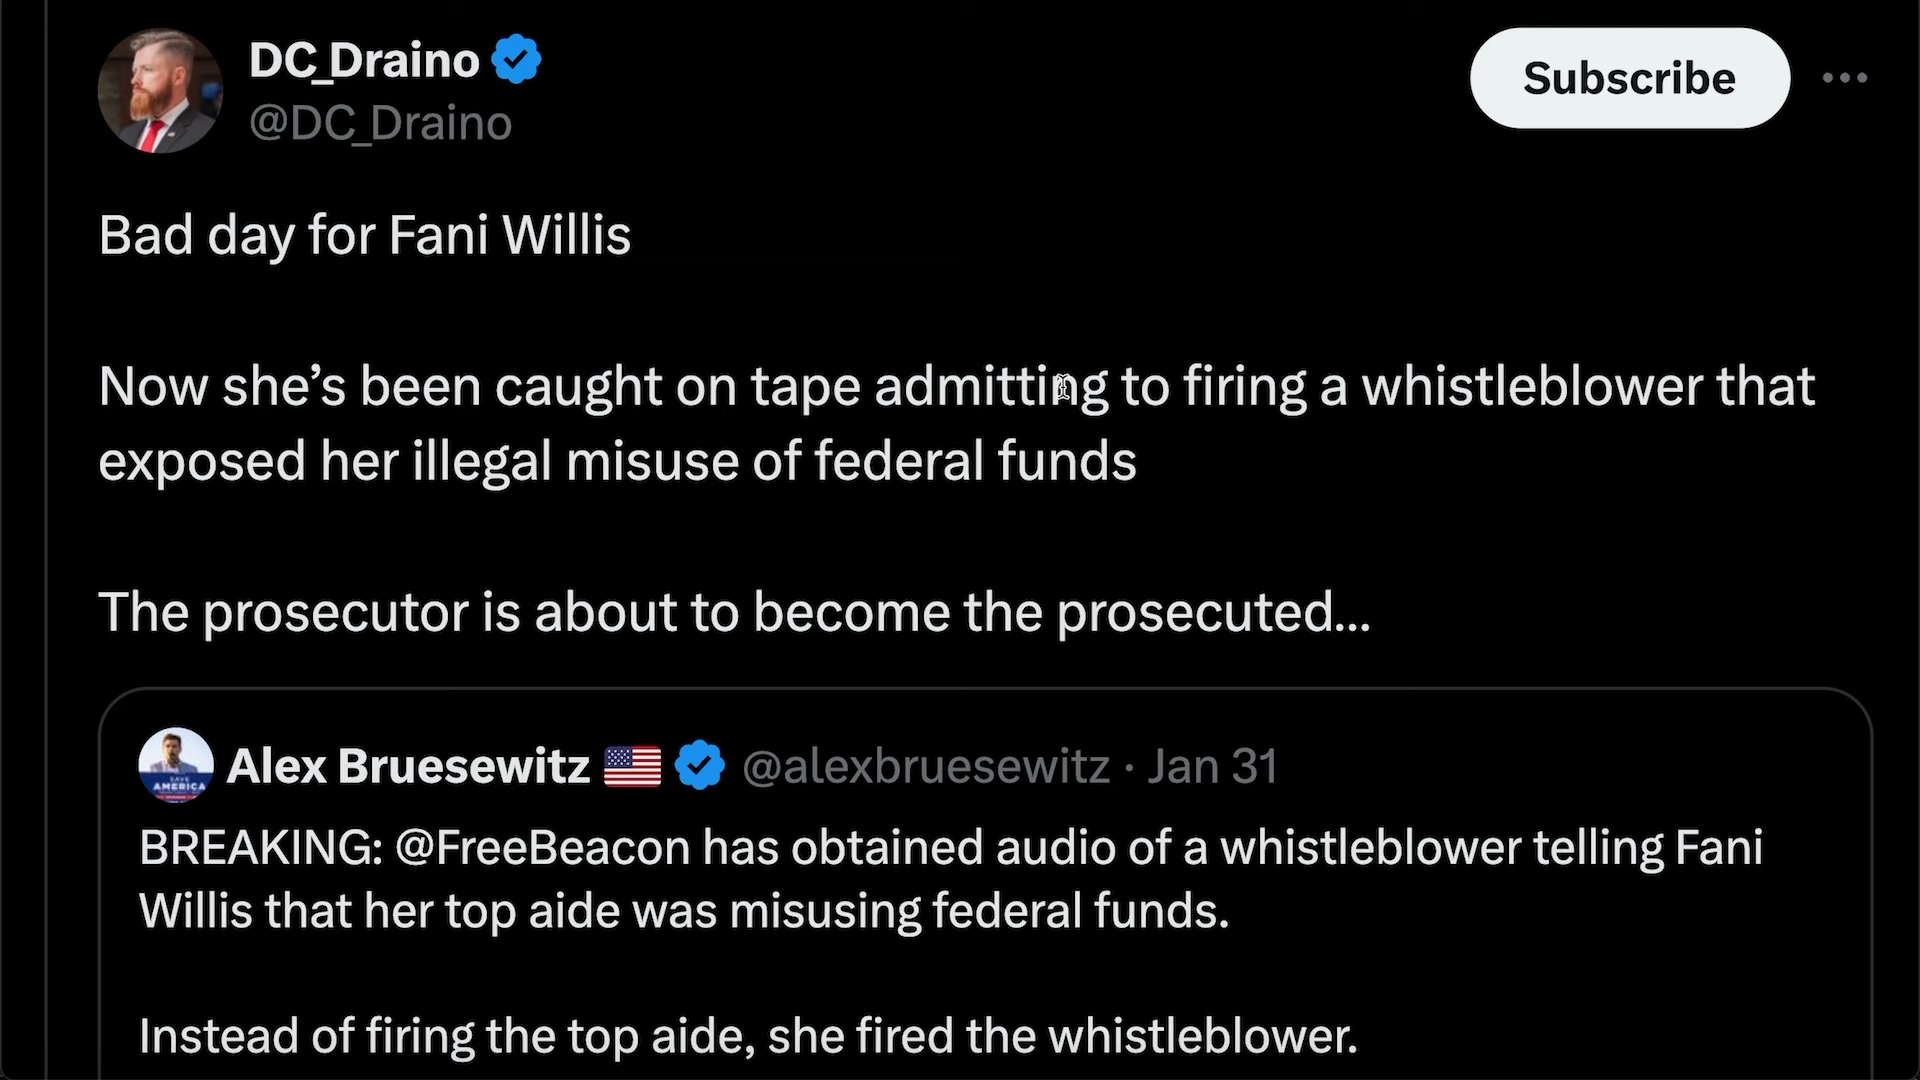 DC_Draino
@DC_Draino
Subscribe
Bad day for Fani Willis
Now she’s been caught on tape admitting to firing a whistleblower that
exposed her illegal misuse of federal funds
The prosecutor is about to become the prosecuted...
Alex Bruesewitz 🇺🇸 @alexbruesewitz · Jan 31
SAVE
AMERICA
BREAKING: @FreeBeacon has obtained audio of a whistleblower telling Fani
Willis that her top aide was misusing federal funds.
Instead of firing the top aide, she fired the whistleblower.